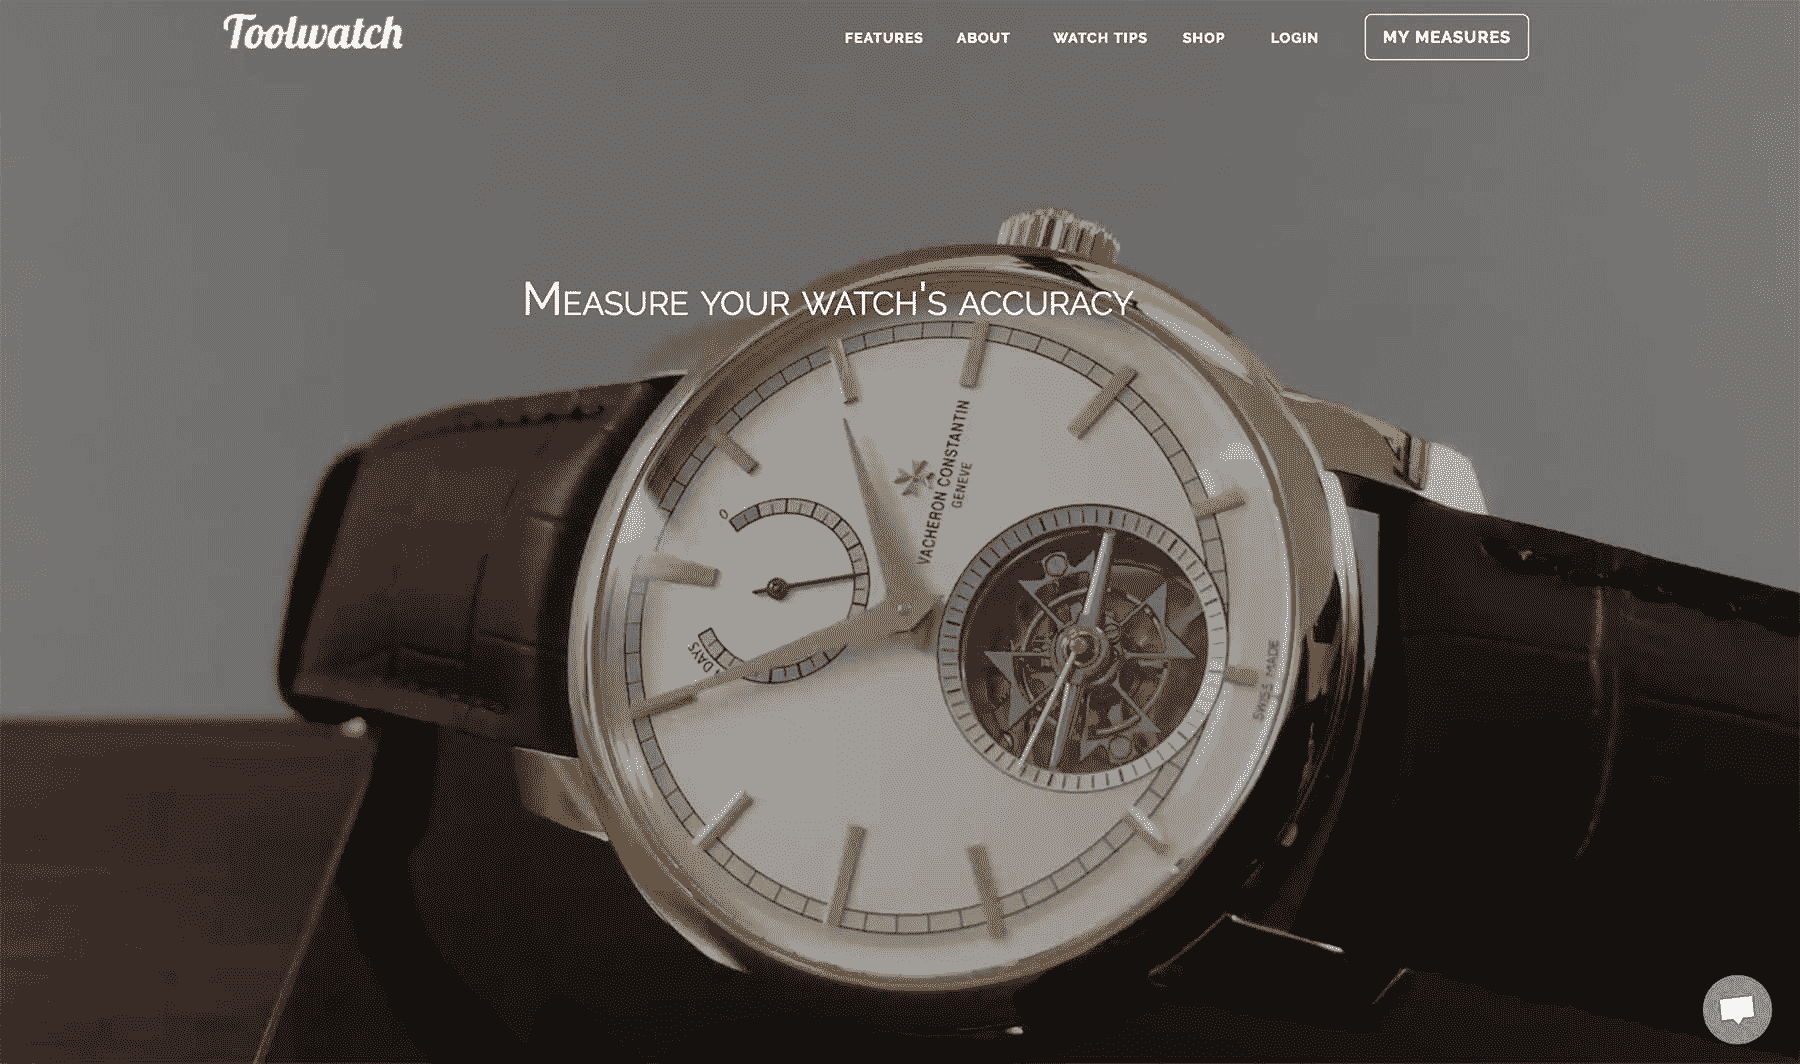 Toolwatch
FEATURES
ABOUT
WATCH TIPS
SHOP
LOGIN
MY MEASURES
MEASURE YOUR WATCH'S ACCURACY
VACHERON CONSTANTIN
GENEVE
0
DAYS
SWISS MADE